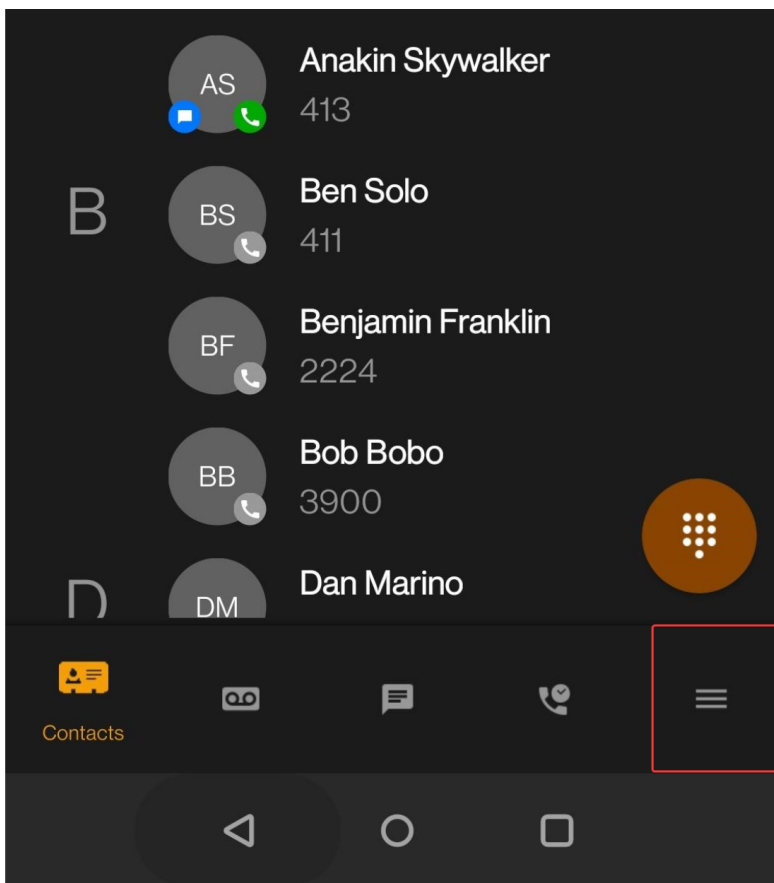 AS
Anakin Skywalker
413
B
BS
Ben Solo
411
BF
Benjamin Franklin
2224
BB
Bob Bobo
3900
D
DM
Dan Marino
Contacts